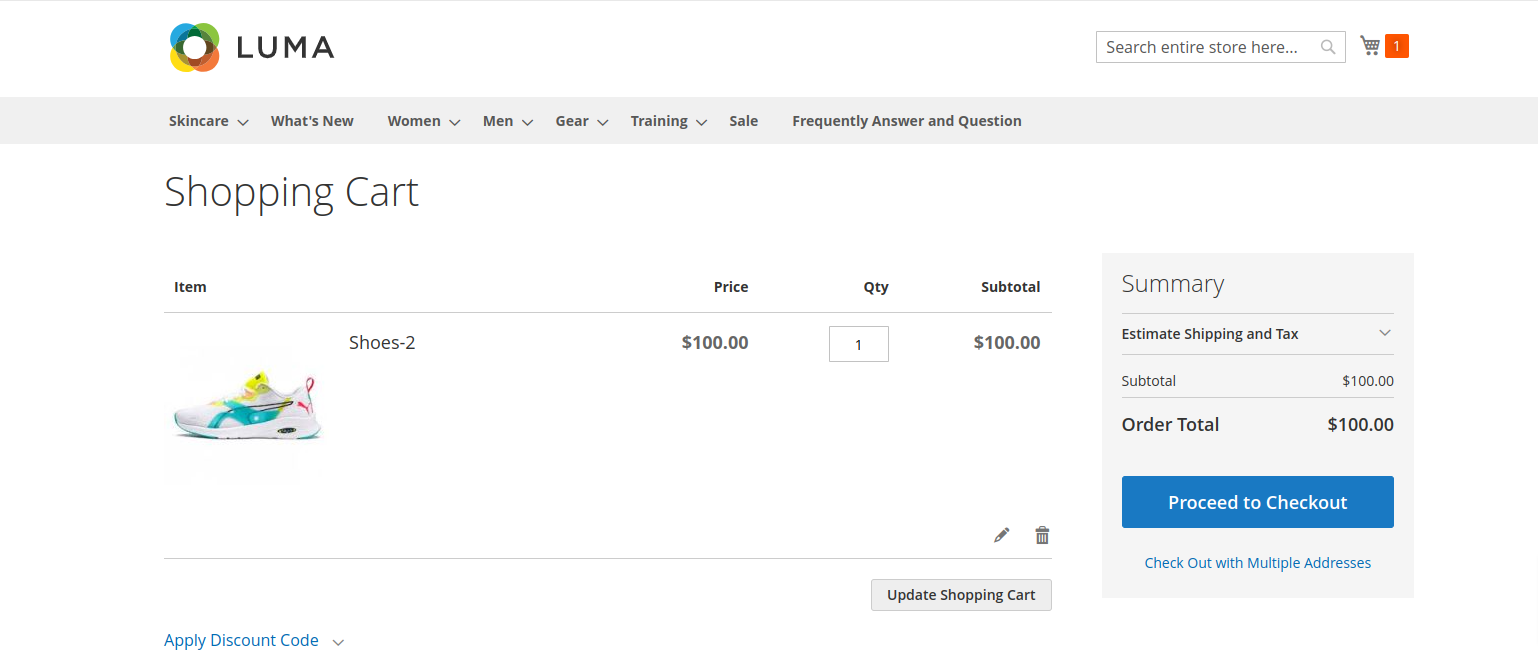 LUMA
Search entire store here...
1
Skincare What's New Women Men Gear Training Sale Frequently Answer and Question
Shopping Cart
Item Price Qty Subtotal
Shoes-2 $100.00 1 $100.00
Update Shopping Cart
Apply Discount Code
Summary
Estimate Shipping and Tax
Subtotal $100.00
Order Total $100.00
Proceed to Checkout
Check Out with Multiple Addresses